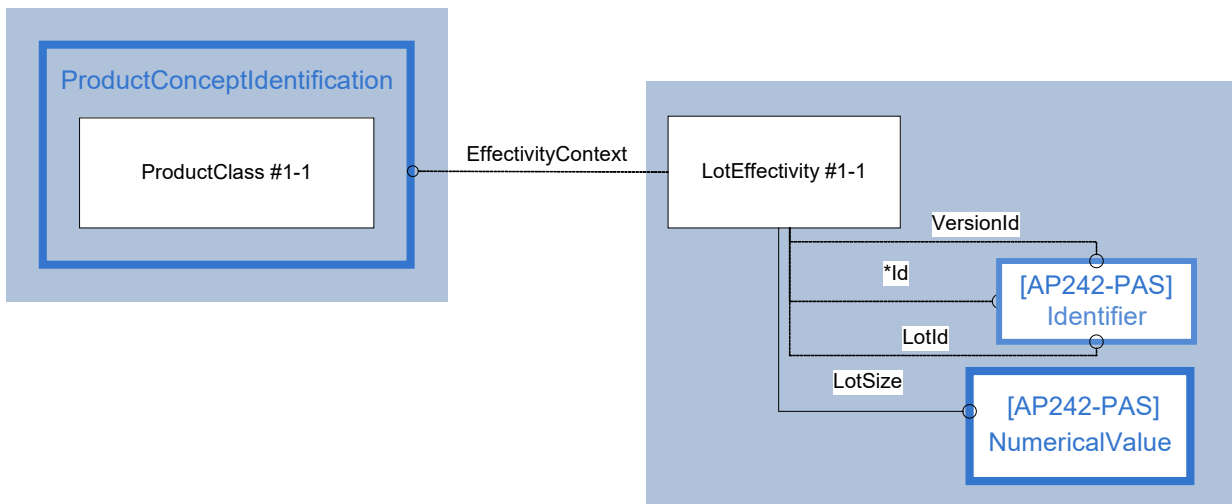 ProductConceptIdentification
ProductClass #1-1
EffectivityContext
LotEffectivity #1-1
VersionId
*Id
[AP242-PAS]
Identifier
LotId
LotSize
[AP242-PAS]
NumericalValue